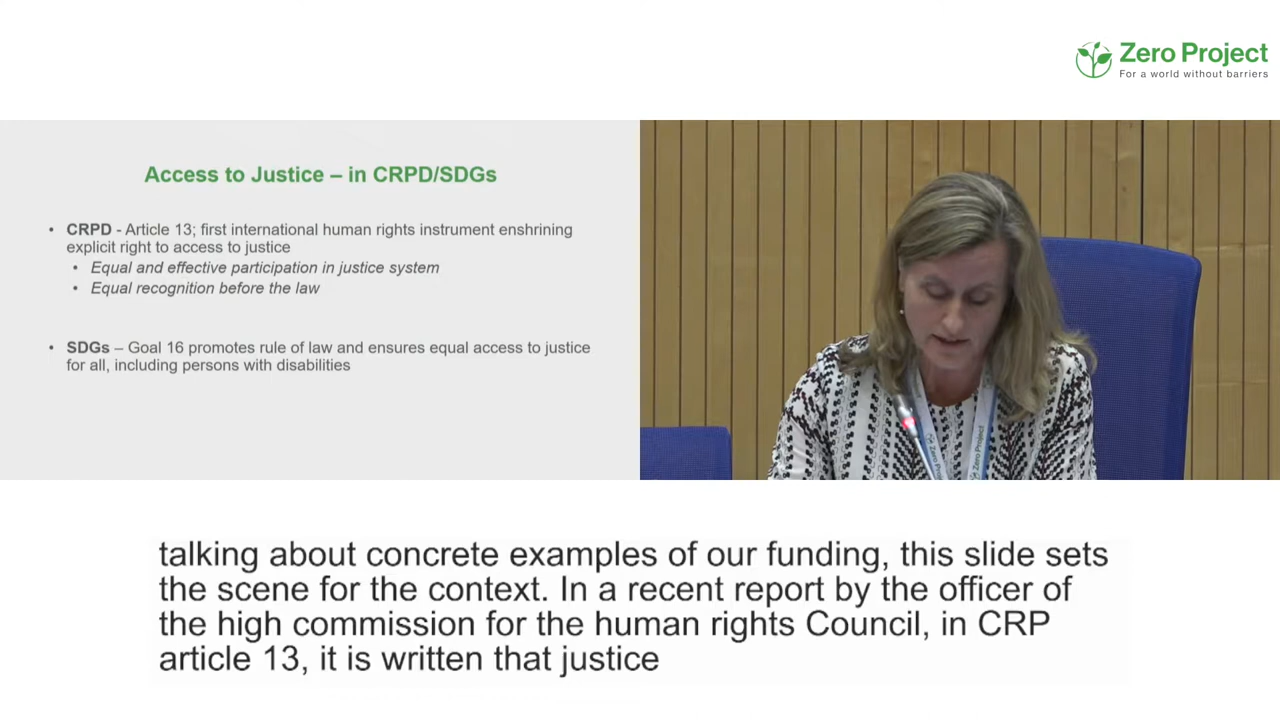 Zero Project
For a world without barriers
Access to Justice – in CRPD/SDGs
• CRPD - Article 13; first international human rights instrument enshrining
explicit right to access to justice
• Equal and effective participation in justice system
• Equal recognition before the law
• SDGs – Goal 16 promotes rule of law and ensures equal access to justice
for all, including persons with disabilities
Zero Project
Zero Project
talking about concrete examples of our funding, this slide sets
the scene for the context. In a recent report by the officer of
the high commission for the human rights Council, in CRP
article 13, it is written that justice